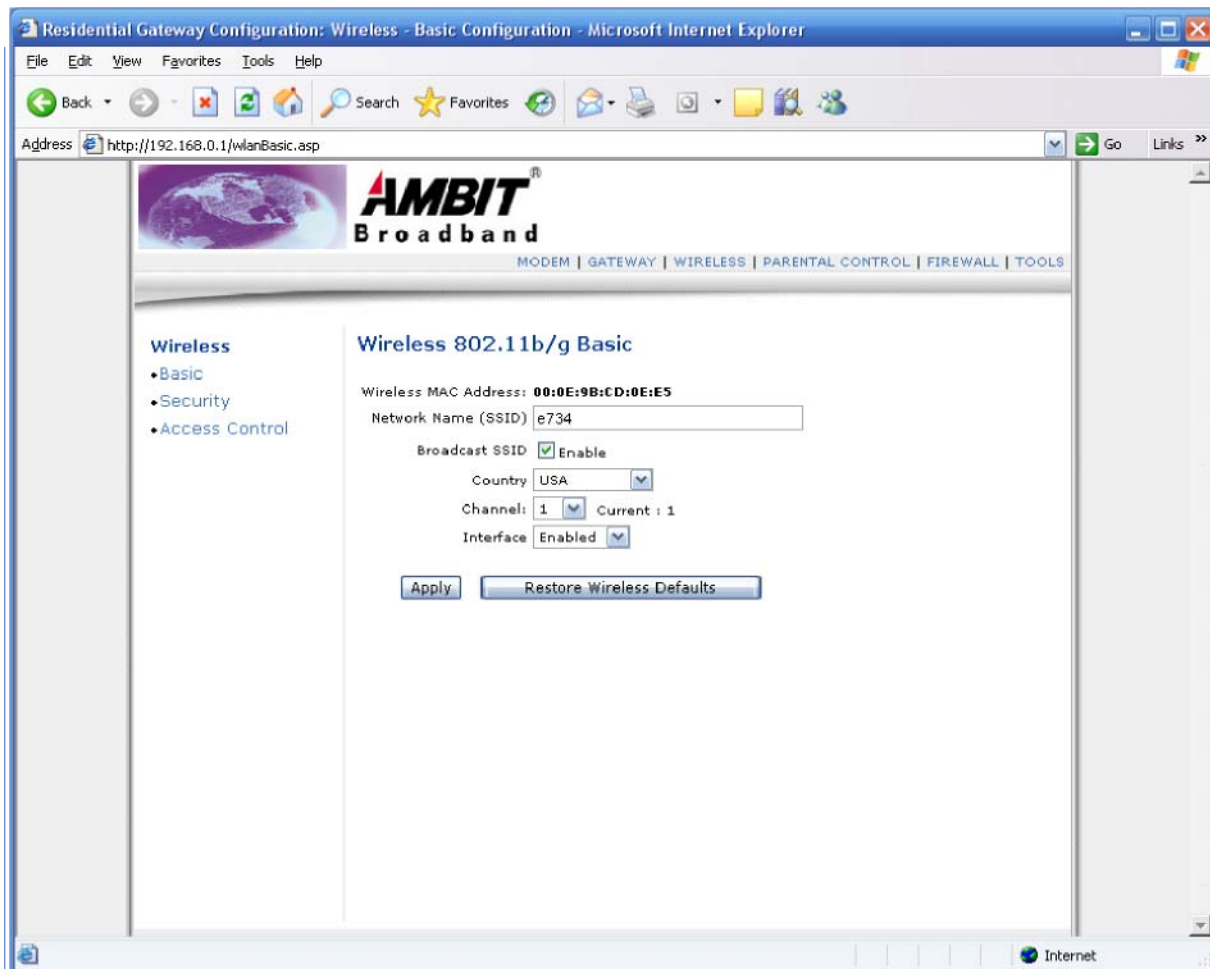 Residential Gateway Configuration: Wireless - Basic Configuration - Microsoft Internet Explorer
File Edit View Favorites Tools Help
Back Search Favorites
Address http://192.168.0.1/wlanBasic.asp Go Links »
AMBIT®
Broadband
MODEM | GATEWAY | WIRELESS | PARENTAL CONTROL | FIREWALL | TOOLS
Wireless
•Basic
•Security
•Access Control
Wireless 802.11b/g Basic
Wireless MAC Address: 00:0E:9B:CD:0E:E5
Network Name (SSID) e734
Broadcast SSID Enable
Country USA
Channel: 1 Current : 1
Interface Enabled
Apply Restore Wireless Defaults
Internet